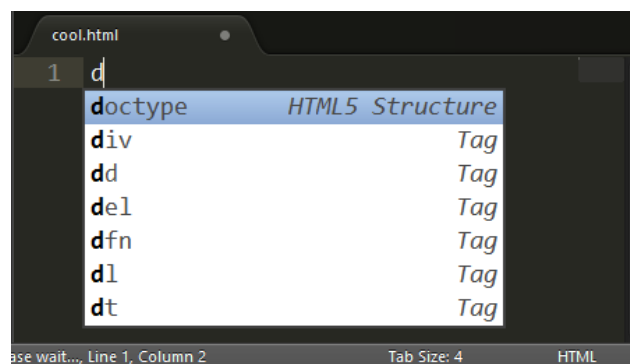 cool.html
1 d
doctype HTML5 Structure
div Tag
dd Tag
del Tag
dfn Tag
dl Tag
dt Tag
ase wait..., Line 1, Column 2 Tab Size: 4 HTML